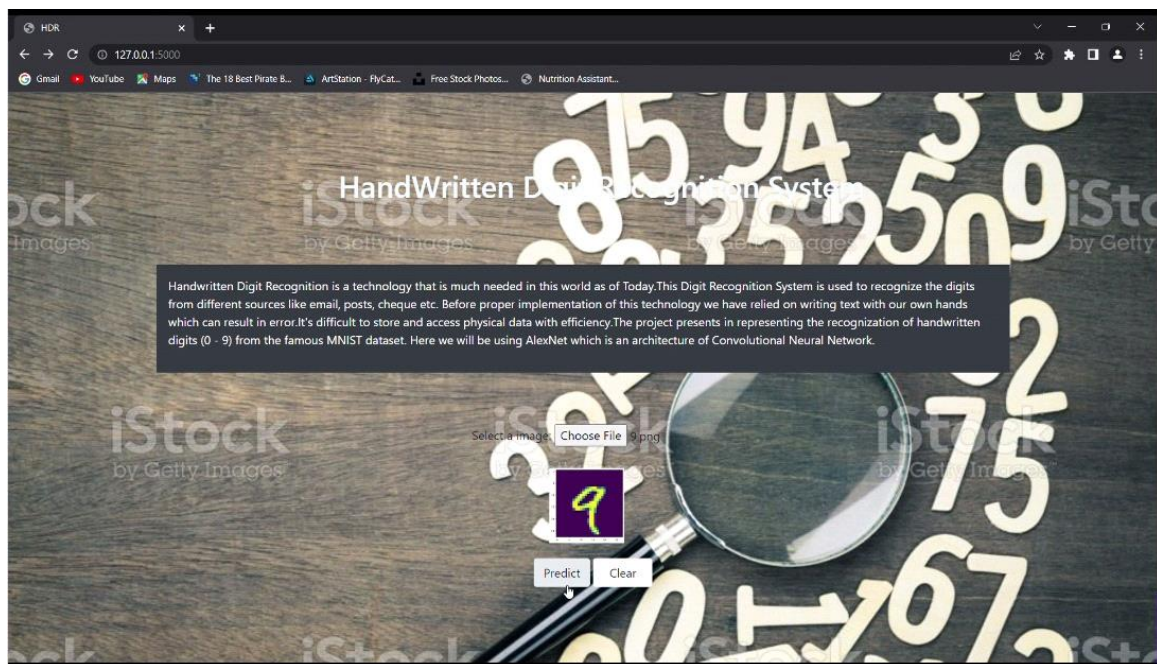 HDR
127.0.0.1:5000
Gmail YouTube Maps The 18 Best Pirate B... ArtStation - FlyCat... Free Stock Photos... Nutrition Assistant...
HandWritten Digit Recognition System
Handwritten Digit Recognition is a technology that is much needed in this world as of Today.This Digit Recognition System is used to recognize the digits
from different sources like email, posts, cheque etc. Before proper implementation of this technology we have relied on writing text with our own hands
which can result in error.It's difficult to store and access physical data with efficiency.The project presents in representing the recognization of handwritten
digits (0 - 9) from the famous MNIST dataset. Here we will be using AlexNet which is an architecture of Convolutional Neural Network.
Select a image: Choose File 9.png
9
Predict Clear
iStock
by Getty Images